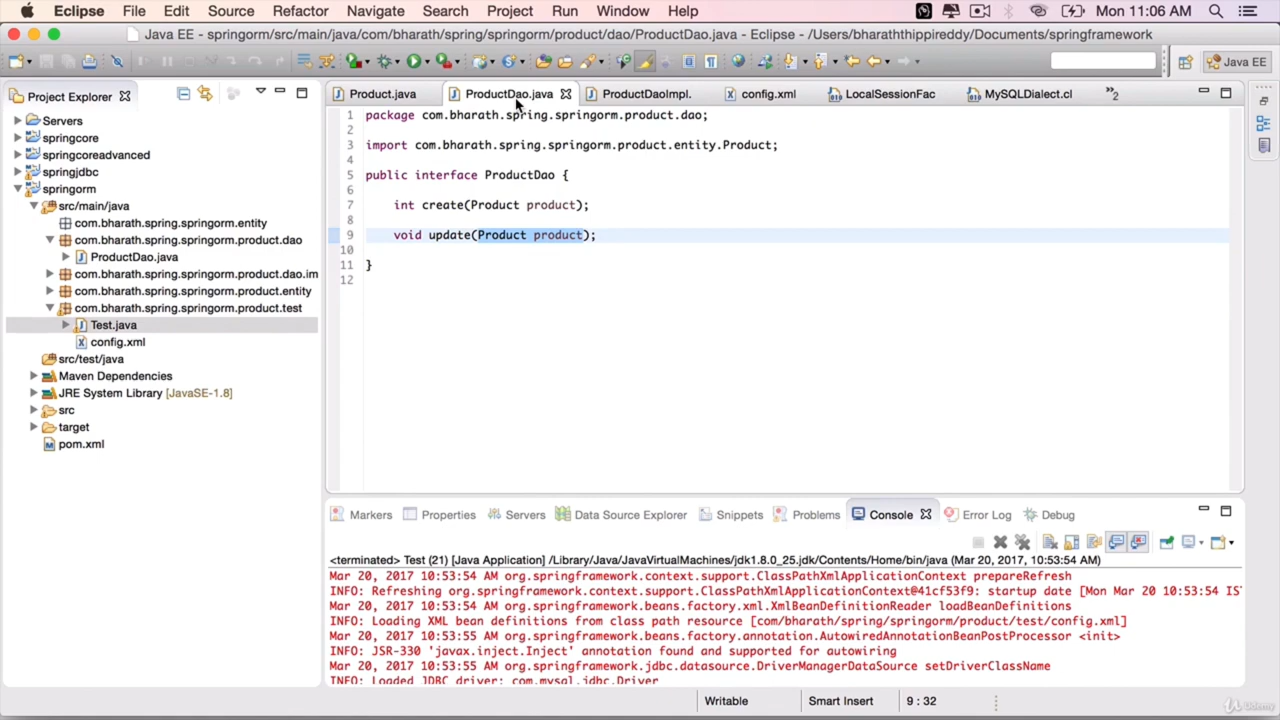 Eclipse File Edit Source Refactor Navigate Search Project Run Window Help Mon 11:06 AM
Java EE - springorm/src/main/java/com/bharath/spring/springorm/product/dao/ProductDao.java - Eclipse - /Users/bharaththippireddy/Documents/springframework
Java EE
Project Explorer
Servers
springcore
springcoreadvanced
springjdbc
springorm
src/main/java
com.bharath.spring.springorm.entity
com.bharath.spring.springorm.product.dao
ProductDao.java
com.bharath.spring.springorm.product.dao.im
com.bharath.spring.springorm.product.entity
com.bharath.spring.springorm.product.test
Test.java
config.xml
src/test/java
Maven Dependencies
JRE System Library [JavaSE-1.8]
src
target
pom.xml
Product.java ProductDao.java ProductDaoImpl. config.xml LocalSessionFac MySQLDialect.cl »2
1 package com.bharath.spring.springorm.product.dao;
2
3 import com.bharath.spring.springorm.product.entity.Product;
4
5 public interface ProductDao {
6
7 int create(Product product);
8
9 void update(Product product);
10
11 }
12
Markers Properties Servers Data Source Explorer Snippets Problems Console Error Log Debug
<terminated> Test (21) [Java Application] /Library/Java/JavaVirtualMachines/jdk1.8.0_25.jdk/Contents/Home/bin/java (Mar 20, 2017 10:53:54 AM)
Mar 20, 2017 10:53:54 AM org.springframework.context.support.ClassPathXmlApplicationContext prepareRefresh
INFO: Refreshing org.springframework.context.support.ClassPathXmlApplicationContext@41cf53f9: startup date [Mon Mar 20 10:53:54 IS
Mar 20, 2017 10:53:54 AM org.springframework.beans.factory.xml.XmlBeanDefinitionReader loadBeanDefinitions
INFO: Loading XML bean definitions from class path resource [com/bharath/spring/springorm/product/test/config.xml]
Mar 20, 2017 10:53:55 AM org.springframework.beans.factory.annotation.AutowiredAnnotationBeanPostProcessor <init>
INFO: JSR-330 'javax.inject.Inject' annotation found and supported for autowiring
Mar 20, 2017 10:53:55 AM org.springframework.jdbc.datasource.DriverManagerDataSource setDriverClassName
INFO: Loaded JDBC driver: com.mysql.jdbc.Driver
Writable Smart Insert 9 : 32
Udemy